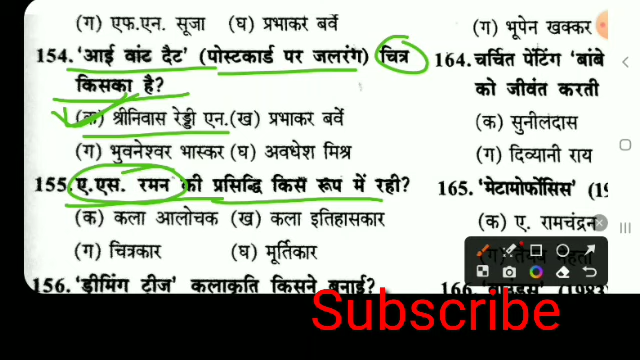 (ग) एफ.एन. सूजा (घ) प्रभाकर बर्वे
154. 'आई वांट दैट' (पोस्टकार्ड पर जलरंग) चित्र
किसका है?
(क) श्रीनिवास रेड्डी एन. (ख) प्रभाकर बर्वे
(ग) भुवनेश्वर भास्कर (घ) अवधेश मिश्र
155. ए.एस. रमन की प्रसिद्धि किस रूप में रही?
(क) कला आलोचक (ख) कला इतिहासकार
(ग) चित्रकार (घ) मूर्तिकार
156. 'ड्रीमिंग टीज' कलाकृति किसने बनाई?
(ग) भूपेन खक्कर
164. चर्चित पेंटिंग 'बांबे
को जीवंत करती
(क) सुनीलदास
(ग) दिव्यानी राय
165. 'मेटामोर्फोसिस' (19
(क) ए. रामचंद्रन
166.
Subscribe